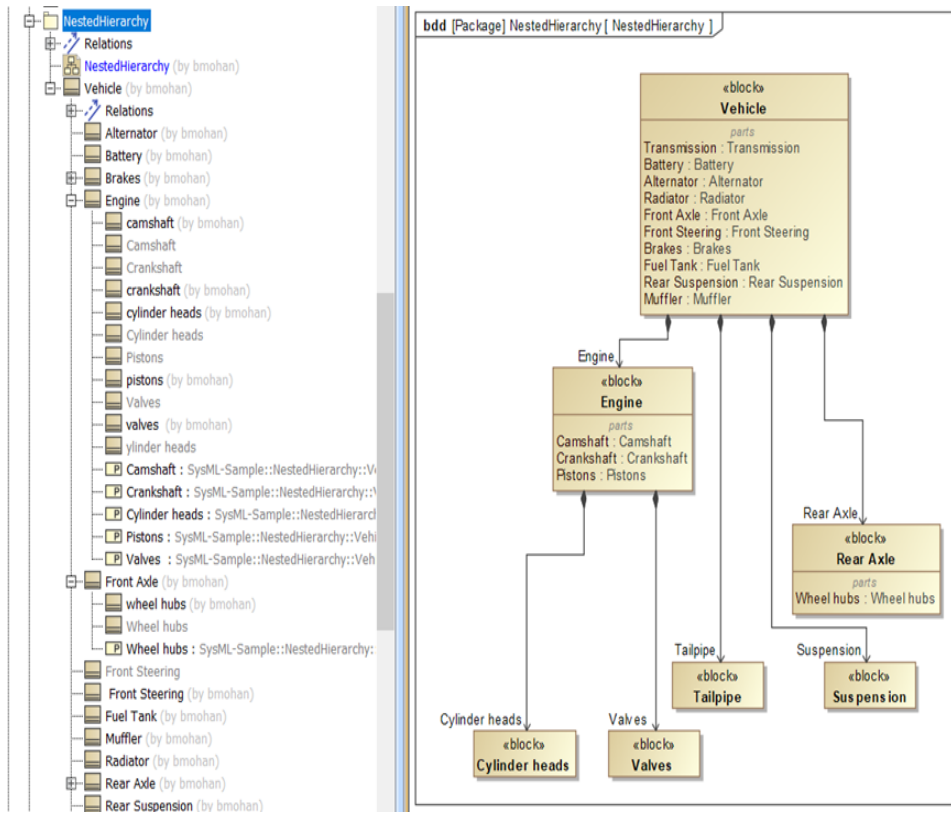 NestedHierarchy
Relations
NestedHierarchy (by bmohan)
Vehicle (by bmohan)
Relations
Alternator (by bmohan)
Battery (by bmohan)
Brakes (by bmohan)
Engine (by bmohan)
camshaft (by bmohan)
Camshaft
Crankshaft
crankshaft (by bmohan)
cylinder heads (by bmohan)
Cylinder heads
Pistons
pistons (by bmohan)
Valves
valves (by bmohan)
ylinder heads
P Camshaft : SysML-Sample::NestedHierarchy::Ve
P Crankshaft : SysML-Sample::NestedHierarchy::V
P Cylinder heads : SysML-Sample::NestedHierarch
P Pistons : SysML-Sample::NestedHierarchy::Vehi
P Valves : SysML-Sample::NestedHierarchy::Veh
Front Axle (by bmohan)
wheel hubs (by bmohan)
Wheel hubs
P Wheel hubs : SysML-Sample::NestedHierarchy:
Front Steering
Front Steering (by bmohan)
Fuel Tank (by bmohan)
Muffler (by bmohan)
Radiator (by bmohan)
Rear Axle (by bmohan)
Rear Suspension (by bmohan)
bdd [Package] NestedHierarchy [ NestedHierarchy ]
«block»
Vehicle
parts
Transmission : Transmission
Battery : Battery
Alternator : Alternator
Radiator : Radiator
Front Axle : Front Axle
Front Steering : Front Steering
Brakes : Brakes
Fuel Tank : Fuel Tank
Rear Suspension : Rear Suspension
Muffler : Muffler
Engine
«block»
Engine
parts
Camshaft : Camshaft
Crankshaft : Crankshaft
Pistons : Pistons
Rear Axle
«block»
Rear Axle
parts
Wheel hubs : Wheel hubs
Tailpipe
«block»
Tailpipe
Suspension
«block»
Suspension
Cylinder heads
«block»
Cylinder heads
Valves
«block»
Valves